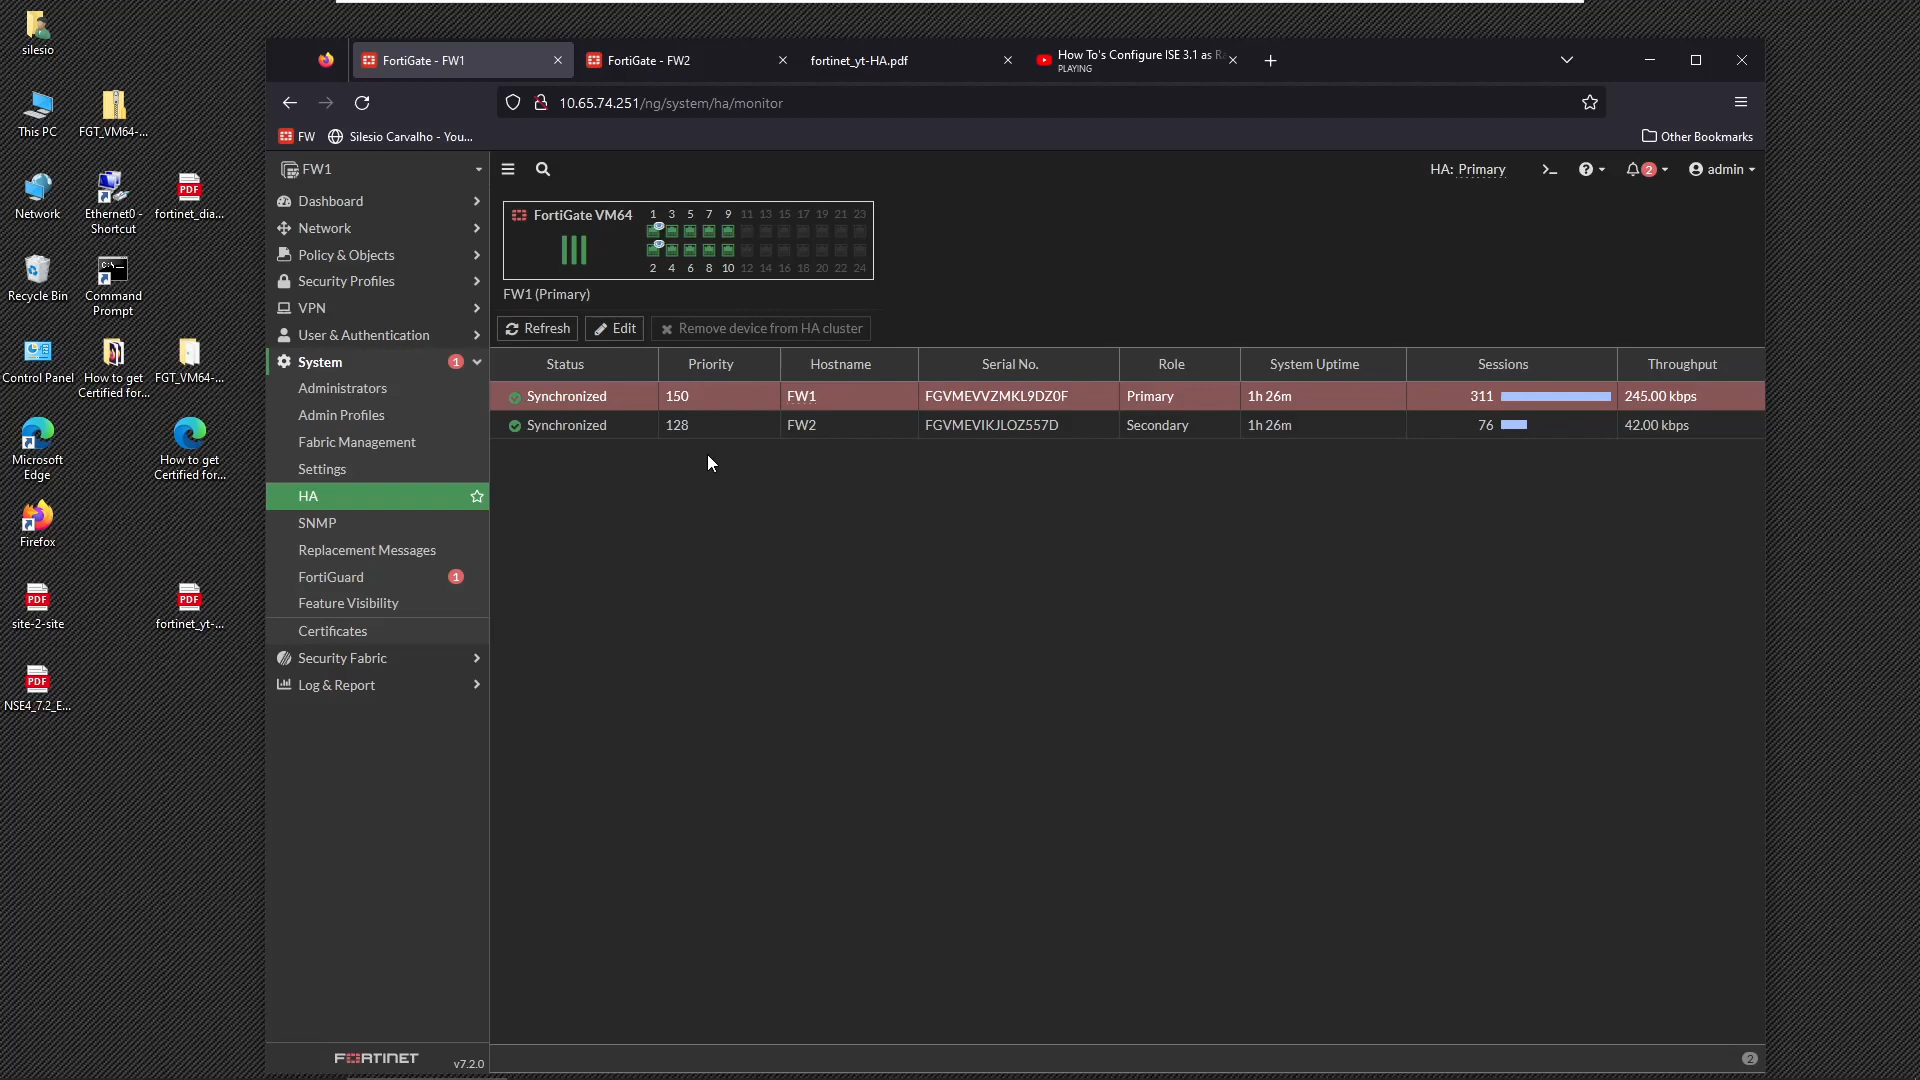 silesio
This PC
FGT_VM64-...
Network
Ethernet0 -
Shortcut
fortinet_dia...
Recycle Bin
Command
Prompt
Control Panel
How to get
Certified for...
FGT_VM64-...
Microsoft
Edge
How to get
Certified for...
Firefox
site-2-site
fortinet_yt-...
NSE4_7.2_E...
FortiGate - FW1
FortiGate - FW2
fortinet_yt-HA.pdf
How To's Configure ISE 3.1 as Ra
PLAYING
10.65.74.251/ng/system/ha/monitor
FW
Silesio Carvalho - You...
Other Bookmarks
FW1
HA: Primary
2
admin
Dashboard
Network
Policy & Objects
Security Profiles
VPN
User & Authentication
System 1
Administrators
Admin Profiles
Fabric Management
Settings
HA
SNMP
Replacement Messages
FortiGuard 1
Feature Visibility
Certificates
Security Fabric
Log & Report
FORTINET
v7.2.0
FortiGate VM64
1 3 5 7 9 11 13 15 17 19 21 23
2 4 6 8 10 12 14 16 18 20 22 24
FW1 (Primary)
Refresh
Edit
Remove device from HA cluster
Status Priority Hostname Serial No. Role System Uptime Sessions Throughput
Synchronized 150 FW1 FGVMEVVZMKL9DZ0F Primary 1h 26m 311 245.00 kbps
Synchronized 128 FW2 FGVMEVIKJLOZ557D Secondary 1h 26m 76 42.00 kbps
2